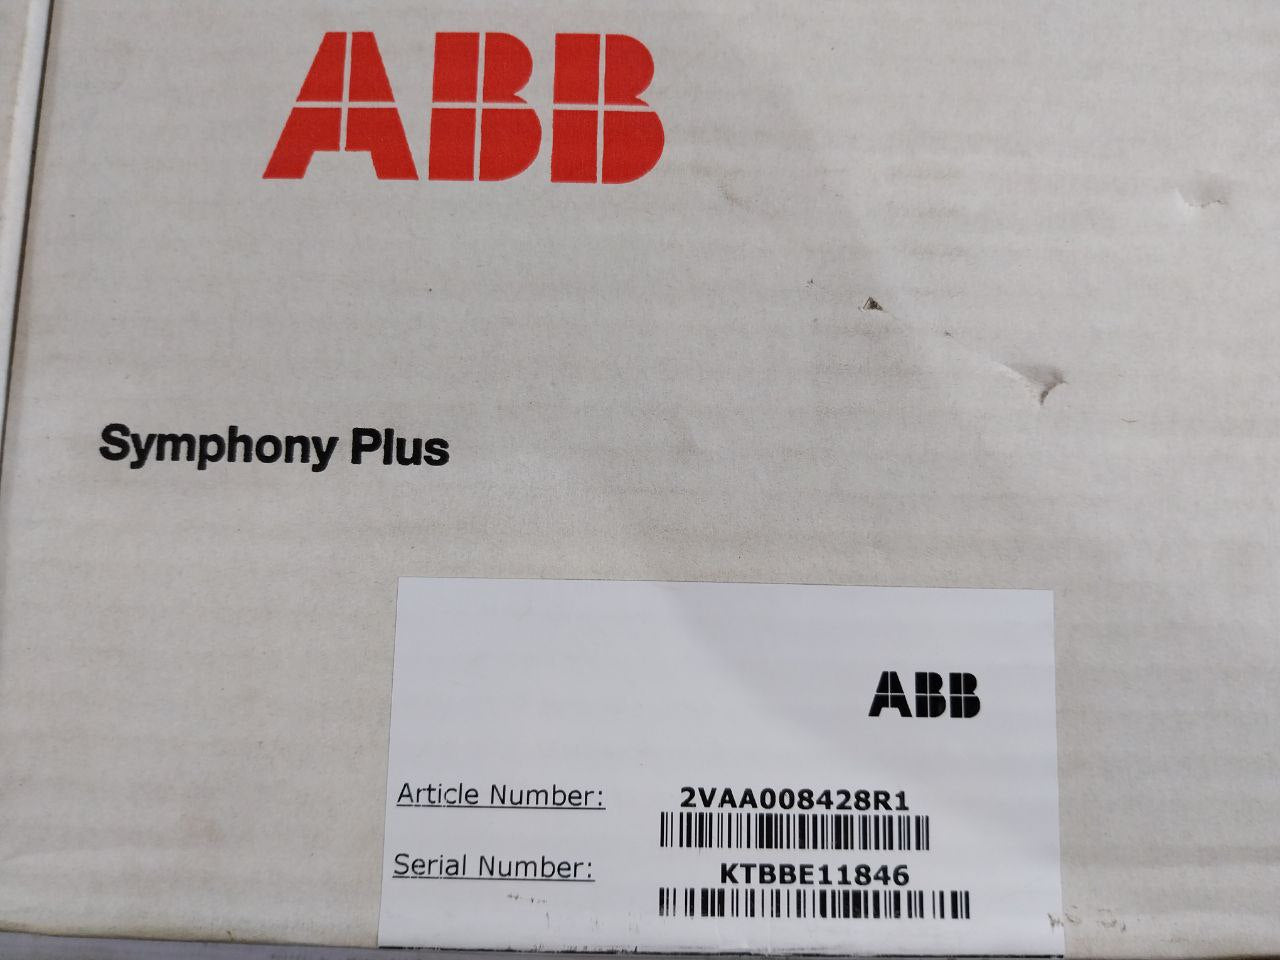 ABB
Symphony Plus
ABB
Article Number: 2VAA008428R1
Serial Number: KTBBE11846